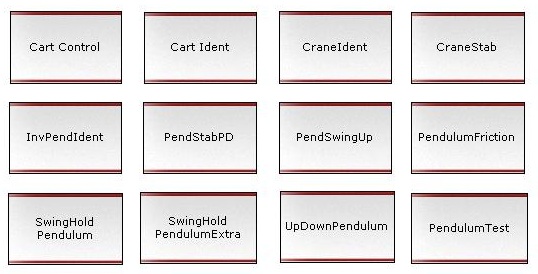 Cart Control
Cart Ident
CraneIdent
CraneStab
InvPendIdent
PendStabPD
PendSwingUp
PendulumFriction
SwingHold
Pendulum
SwingHold
PendulumExtra
UpDownPendulum
PendulumTest